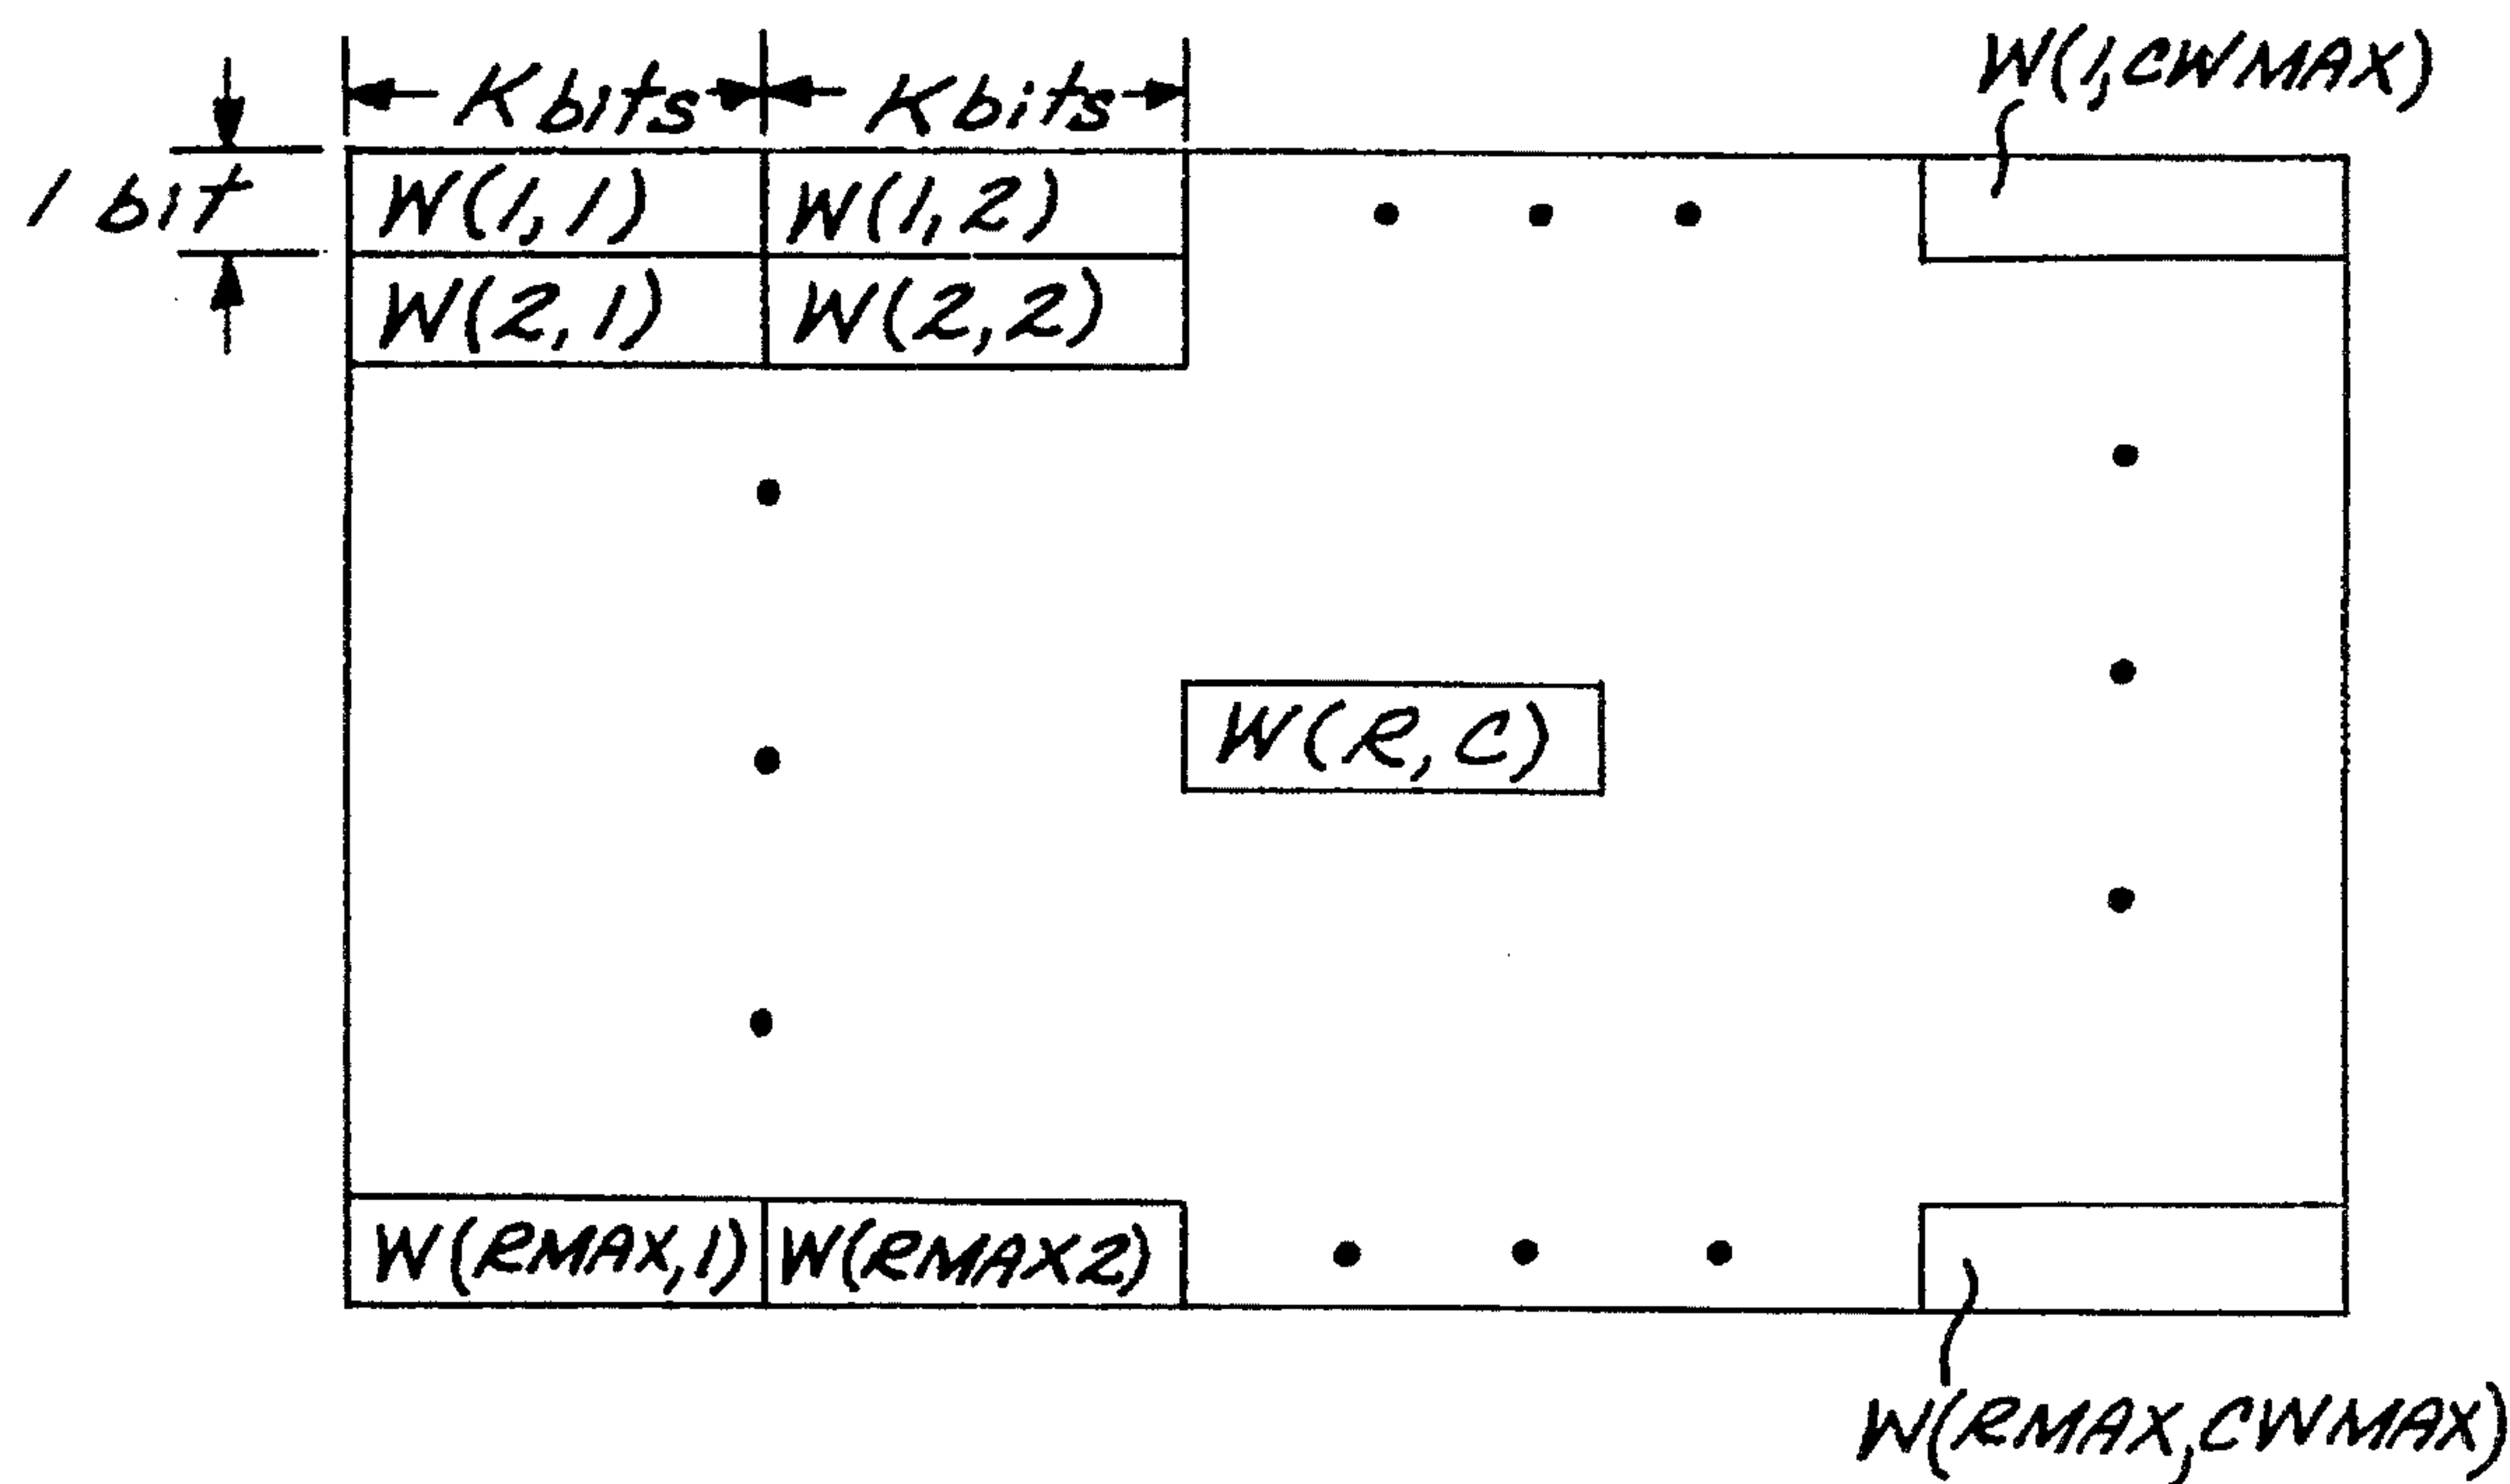 W(1,CWMAX)
K bits K bits
1 bit
W(1,1) W(1,2)
W(2,1) W(2,2)
W(R,C)
W(RMAX,1) W(RMAX2)
W(RMAX,CWMAX)